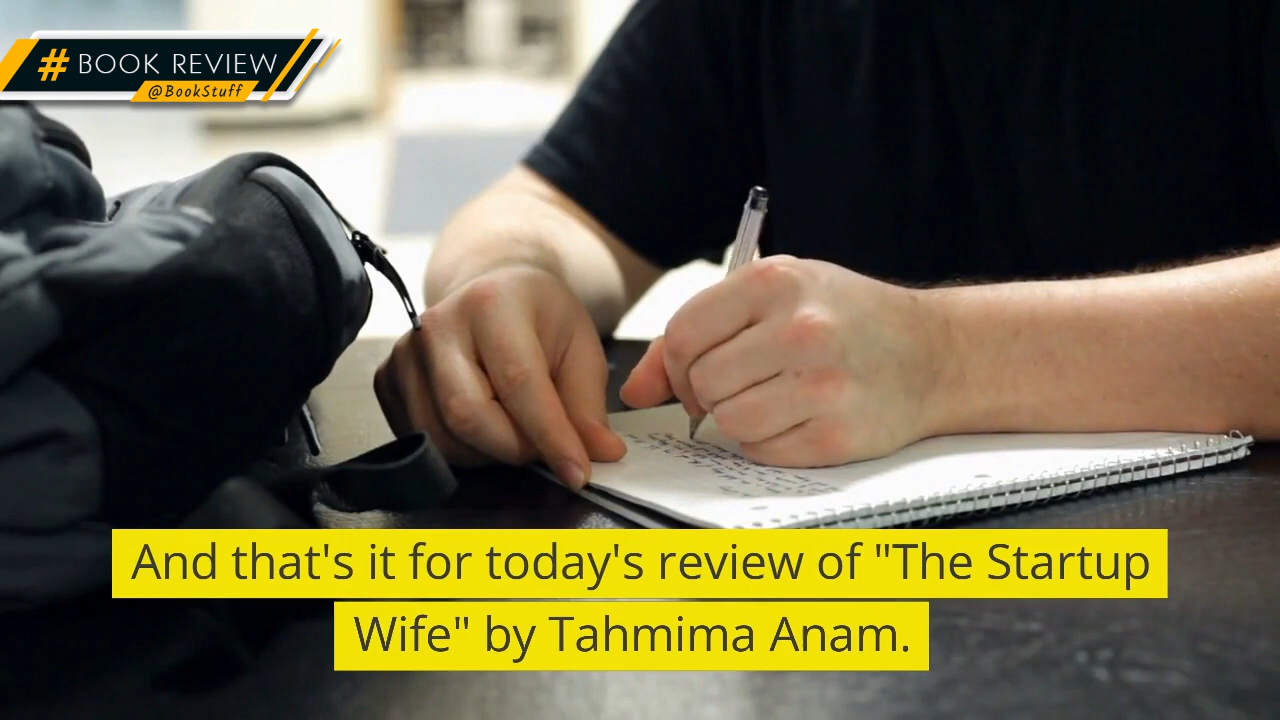 # BOOK REVIEW
@BookStuff
And that's it for today's review of "The Startup
Wife" by Tahmima Anam.